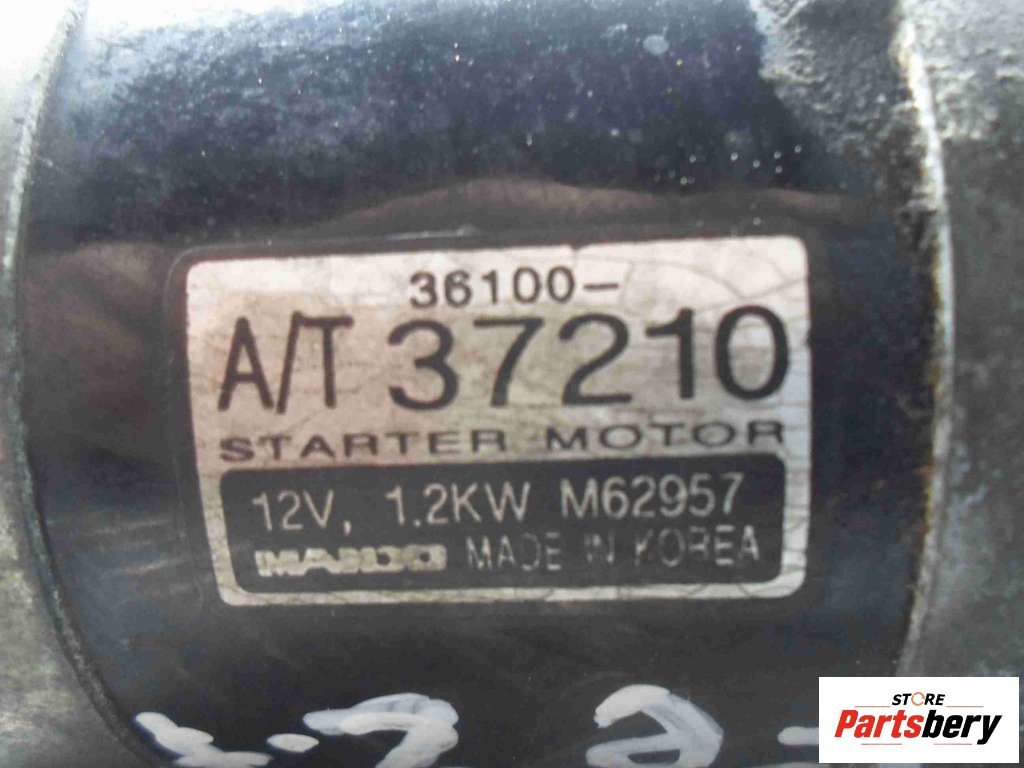 36100-
A/T 37210
STARTER MOTOR
12V, 1.2KW M62957
MANDO MADE IN KOREA
STORE
Partsbery